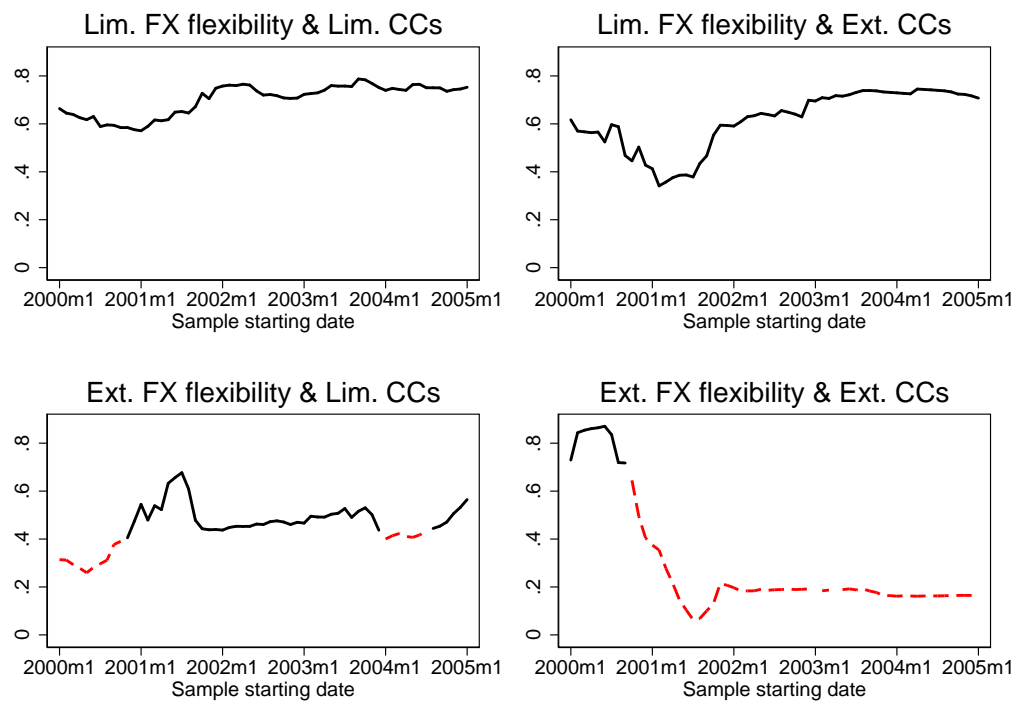 Lim. FX flexibility & Lim. CCs
.8
.6
.4
.2
0
2000m1 2001m1 2002m1 2003m1 2004m1 2005m1
Sample starting date
Lim. FX flexibility & Ext. CCs
.8
.6
.4
.2
0
2000m1 2001m1 2002m1 2003m1 2004m1 2005m1
Sample starting date
Ext. FX flexibility & Lim. CCs
.8
.6
.4
.2
0
2000m1 2001m1 2002m1 2003m1 2004m1 2005m1
Sample starting date
Ext. FX flexibility & Ext. CCs
.8
.6
.4
.2
0
2000m1 2001m1 2002m1 2003m1 2004m1 2005m1
Sample starting date